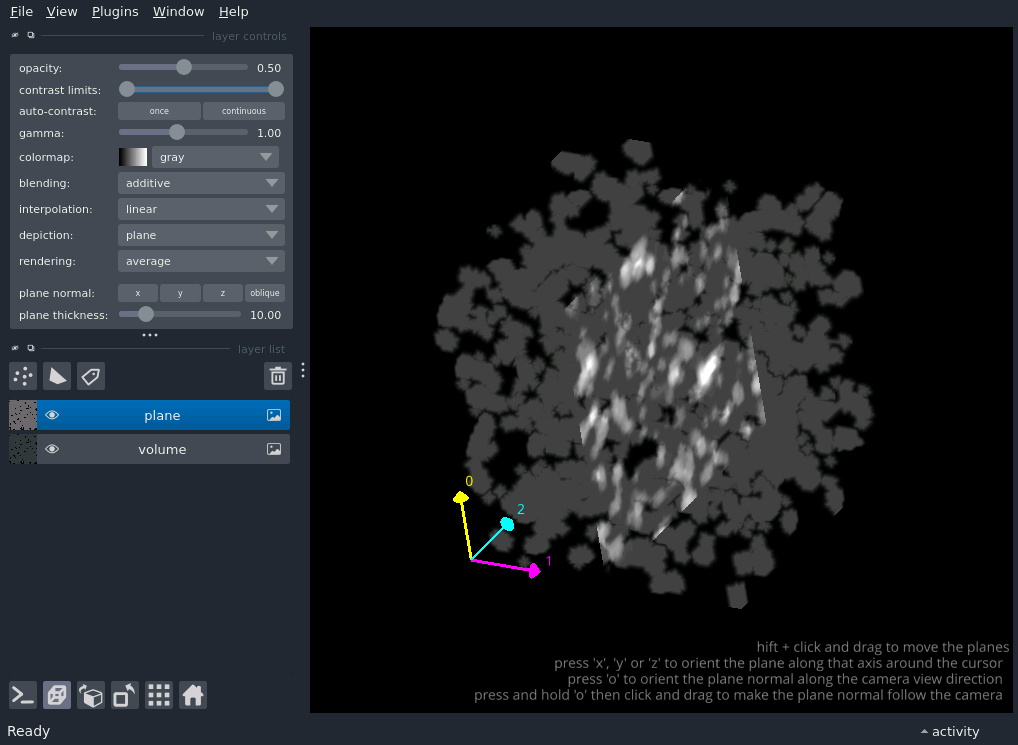 File View Plugins Window Help
layer controls
opacity: 0.50
contrast limits:
auto-contrast: once continuous
gamma: 1.00
colormap: gray
blending: additive
interpolation: linear
depiction: plane
rendering: average
plane normal: x y z oblique
plane thickness: 10.00
layer list
plane
volume
0
2
1
hift + click and drag to move the planes
press 'x', 'y' or 'z' to orient the plane along that axis around the cursor
press 'o' to orient the plane normal along the camera view direction
press and hold 'o' then click and drag to make the plane normal follow the camera
Ready activity